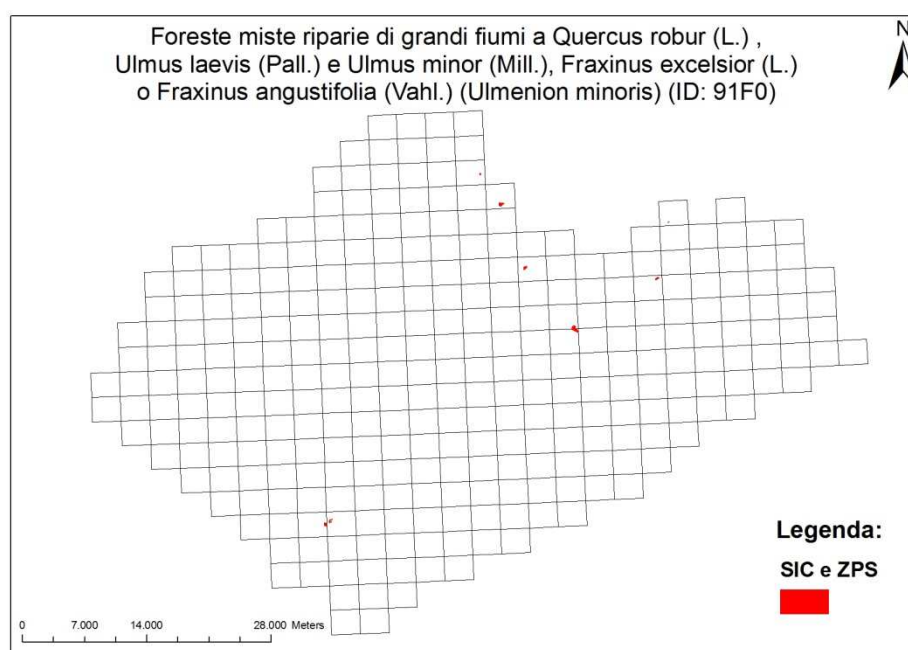 Foreste miste riparie di grandi fiumi a Quercus robur (L.) ,
Ulmus laevis (Pall.) e Ulmus minor (Mill.), Fraxinus excelsior (L.)
o Fraxinus angustifolia (Vahl.) (Ulmenion minoris) (ID: 91F0)
N
Legenda:
SIC e ZPS
0 7.000 14.000 28.000 Meters